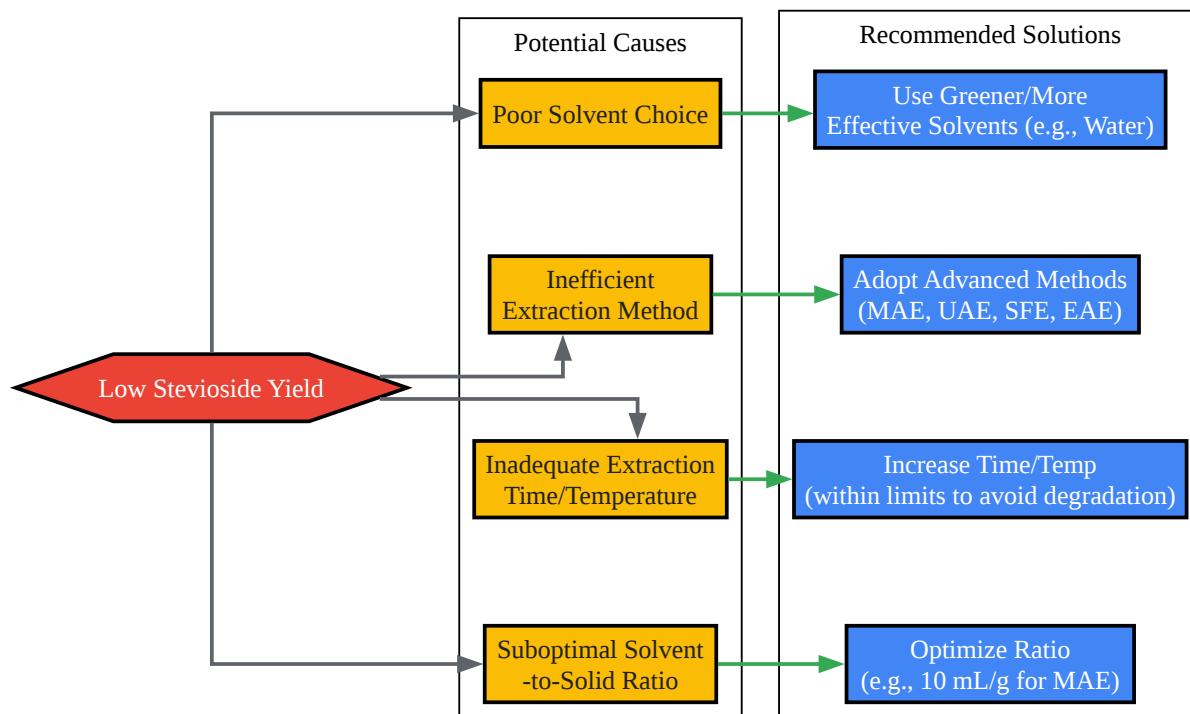 Potential Causes
Recommended Solutions
Poor Solvent Choice
Use Greener/More
Effective Solvents (e.g., Water)
Inefficient
Extraction Method
Adopt Advanced Methods
(MAE, UAE, SFE, EAE)
Low Stevioside Yield
Inadequate Extraction
Time/Temperature
Increase Time/Temp
(within limits to avoid degradation)
Suboptimal Solvent
-to-Solid Ratio
Optimize Ratio
(e.g., 10 mL/g for MAE)